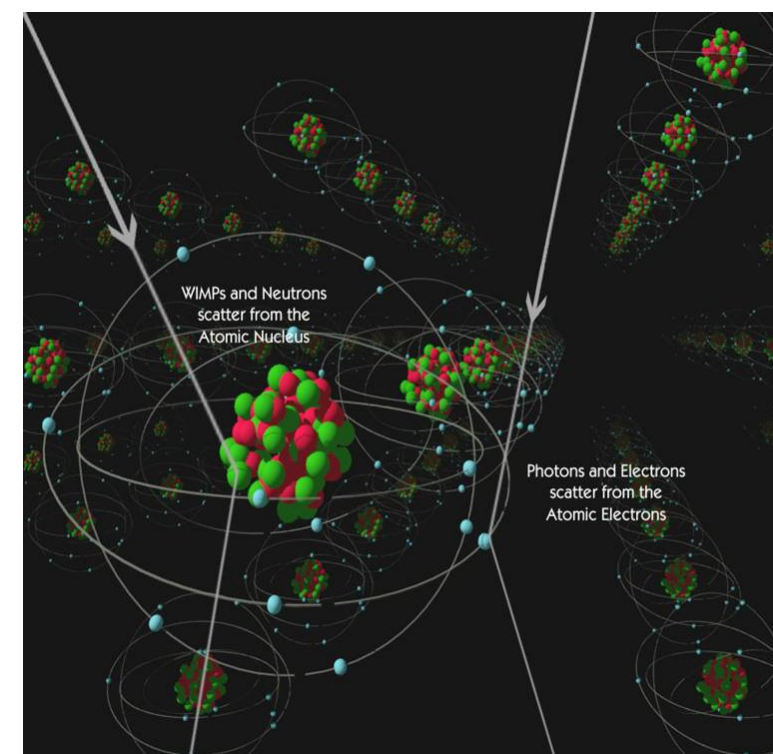 WIMPs and Neutrons
scatter from the
Atomic Nucleus
Photons and Electrons
scatter from the
Atomic Electrons